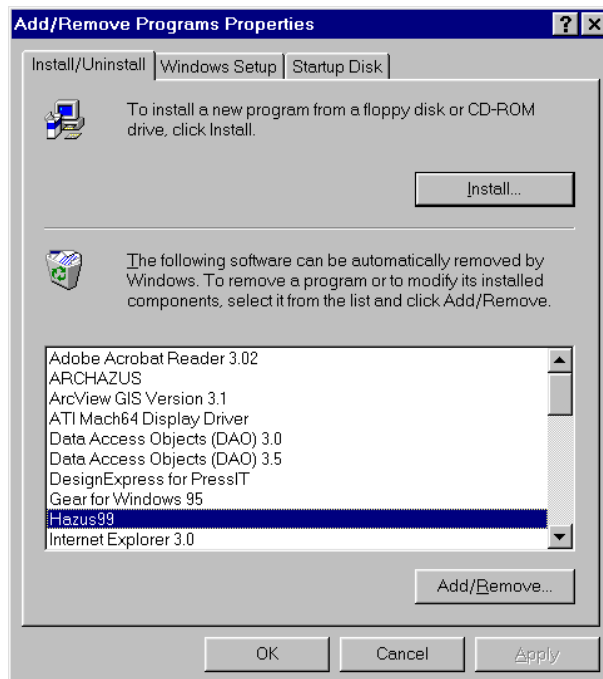 Add/Remove Programs Properties
Install/Uninstall Windows Setup Startup Disk
To install a new program from a floppy disk or CD-ROM
drive, click Install.
Install...
The following software can be automatically removed by
Windows. To remove a program or to modify its installed
components, select it from the list and click Add/Remove.
Adobe Acrobat Reader 3.02
ARCHAZUS
ArcView GIS Version 3.1
ATI Mach64 Display Driver
Data Access Objects (DAO) 3.0
Data Access Objects (DAO) 3.5
DesignExpress for PressIT
Gear for Windows 95
Hazus99
Internet Explorer 3.0
Add/Remove...
OK Cancel Apply